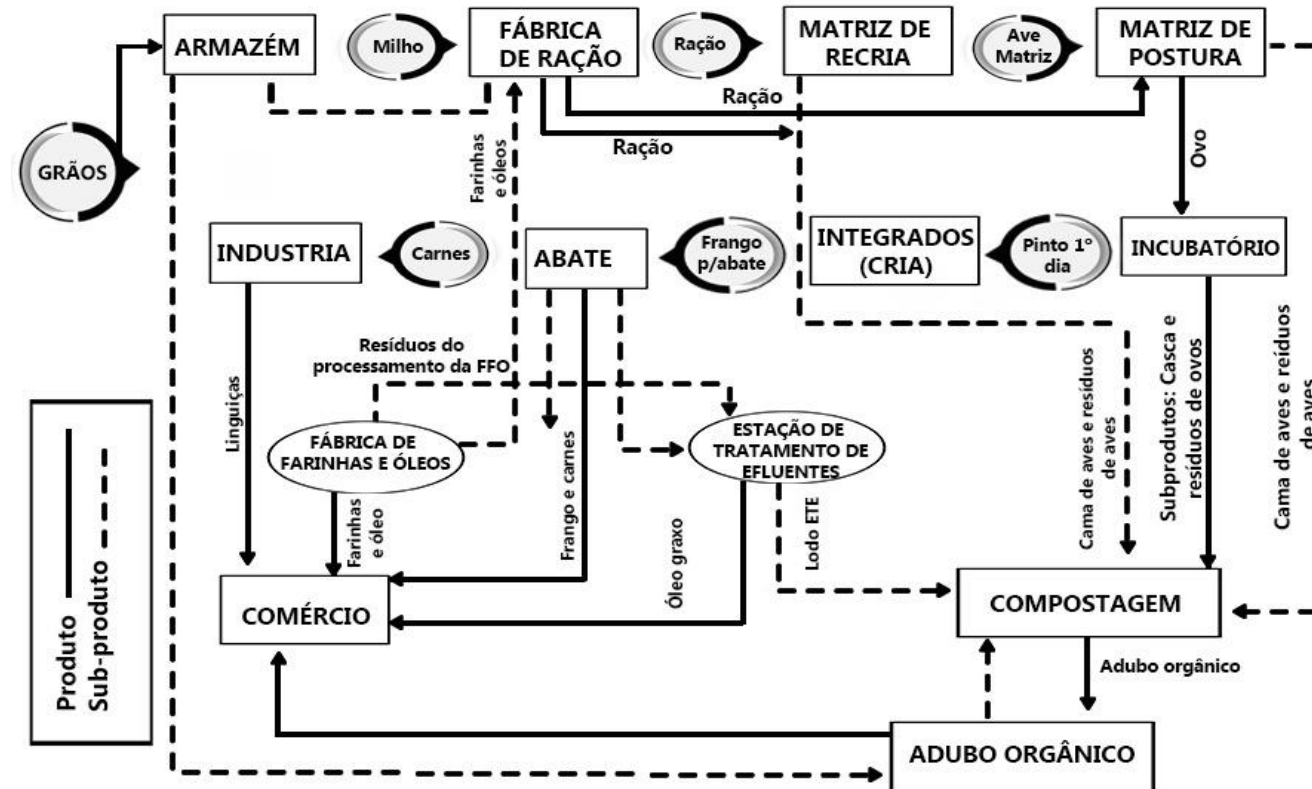 ARMAZÉM
Milho
FÁBRICA
DE RAÇÃO
Ração
MATRIZ DE
RECRIA
Ave
Matriz
MATRIZ DE
POSTURA
Ração
Ração
Ovo
GRÃOS
Farinhas
e óleos
INDUSTRIA
Carnes
ABATE
Frango
p/abate
INTEGRADOS
(CRIA)
Pinto 1º
dia
INCUBATÓRIO
Resíduos do
processamento da FFO
Linguiças
FÁBRICA DE
FARINHAS E ÓLEOS
ESTAÇÃO DE
TRATAMENTO DE
EFLUENTES
Cama de aves e resíduos
de aves
Subprodutos: Casca e
resíduos de ovos
Cama de aves e reíduos
de aves
Farinhas
e óleo
Frango e carnes
Óleo graxo
Lodo ETE
Produto
Sub-produto
COMÉRCIO
COMPOSTAGEM
Adubo orgânico
ADUBO ORGÂNICO